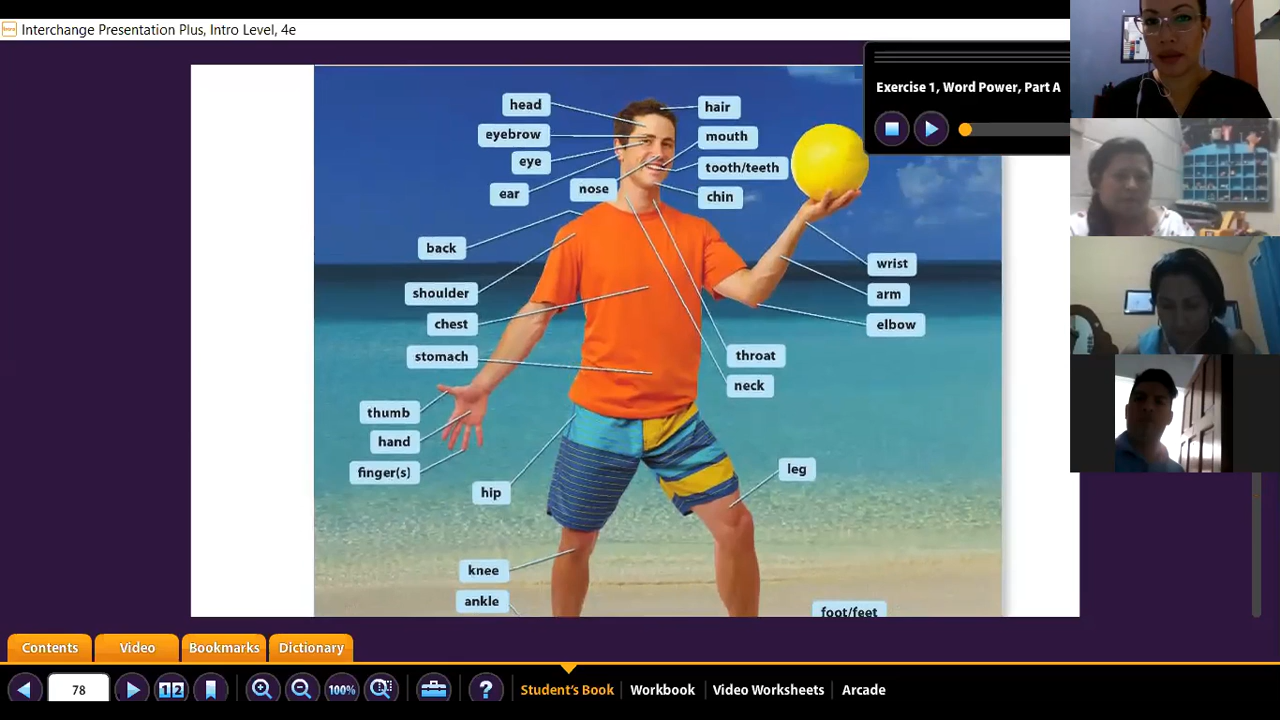 Interchange Presentation Plus, Intro Level, 4e
Exercise 1, Word Power, Part A
head
hair
eyebrow
mouth
eye
tooth/teeth
ear
nose
chin
back
wrist
shoulder
arm
chest
elbow
stomach
throat
neck
thumb
hand
finger(s)
leg
hip
knee
ankle
foot/feet
Contents Video Bookmarks Dictionary
78 1 2 100% ? Student's Book Workbook Video Worksheets Arcade